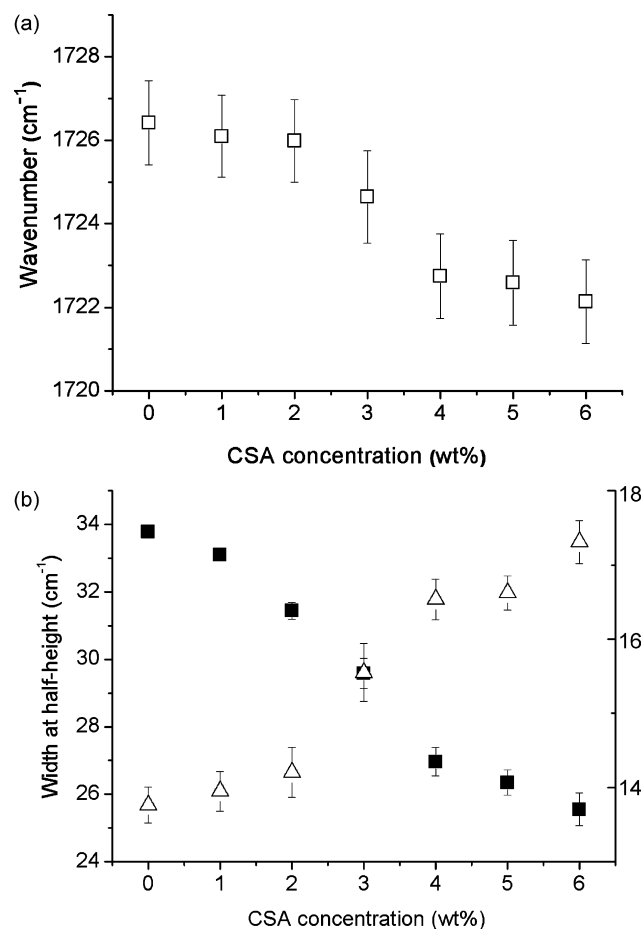 (a)
1728
1726
1724
1722
1720
Wavenumber (cm⁻¹)
0 1 2 3 4 5 6
CSA concentration (wt%)
(b)
34
32
30
28
26
24
Width at half-height (cm⁻¹)
18
16
14
0 1 2 3 4 5 6
CSA concentration (wt%)